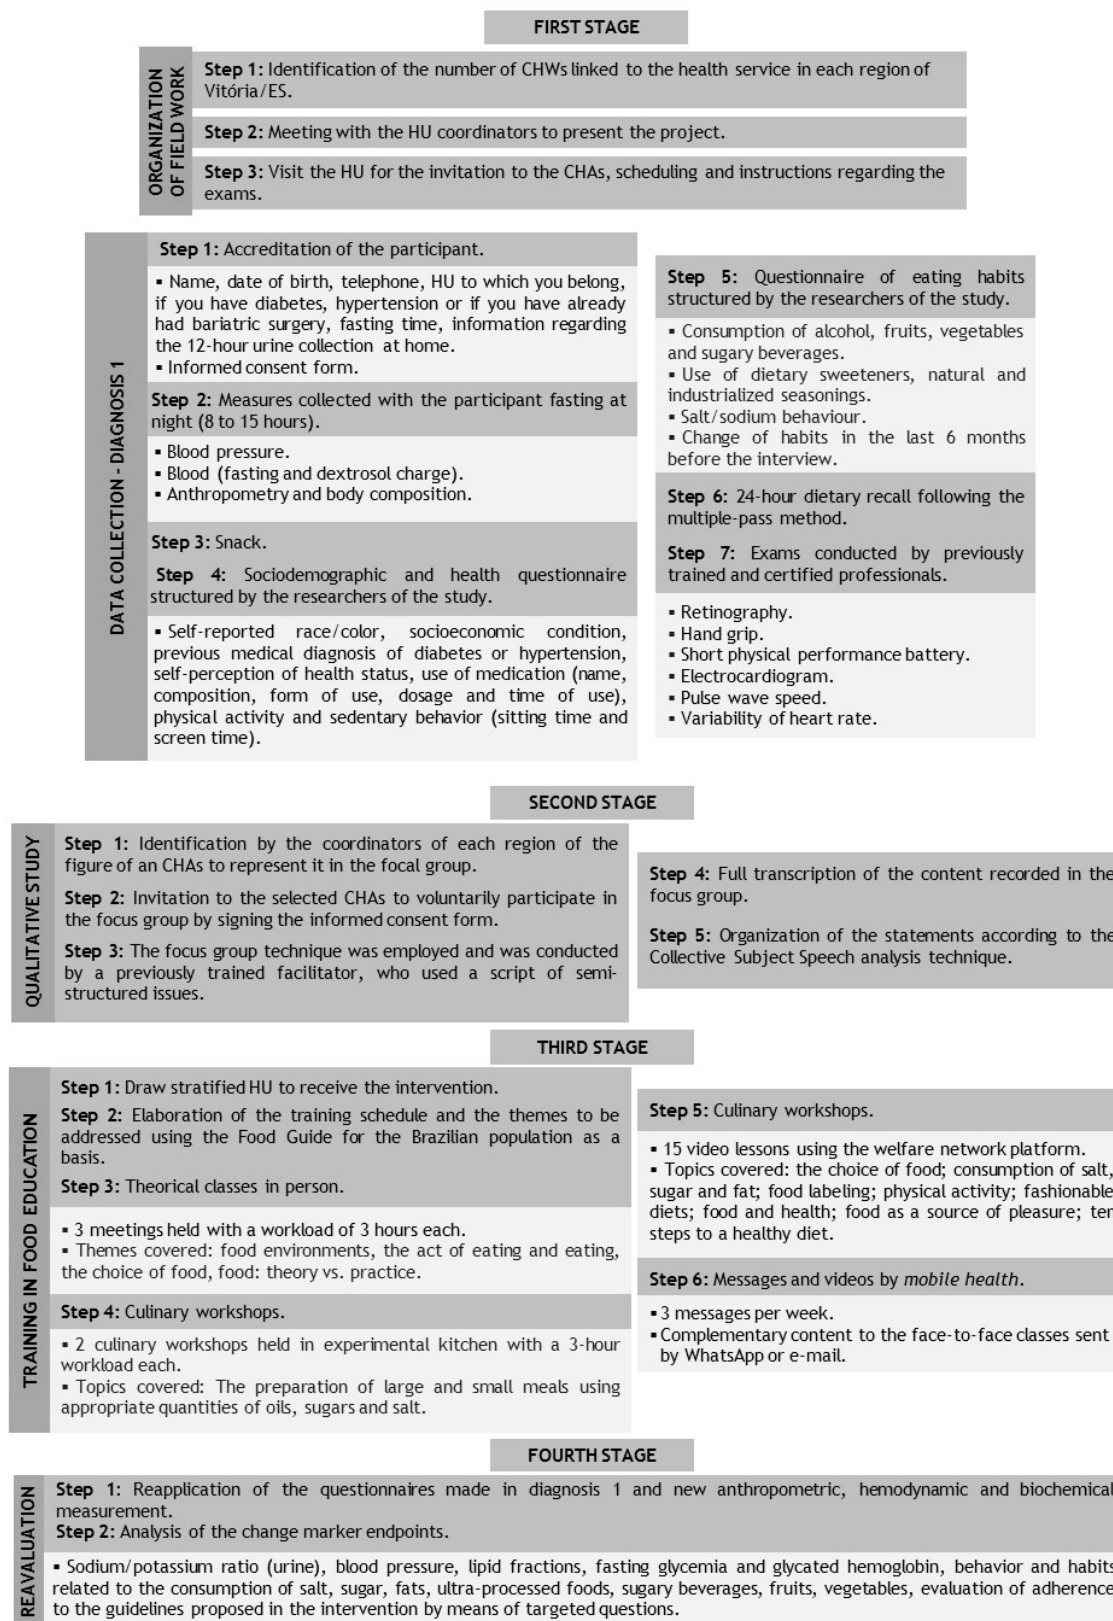 FIRST STAGE
ORGANIZATION
OF FIELD WORK
Step 1: Identification of the number of CHWs linked to the health service in each region of
Vitória/ES.
Step 2: Meeting with the HU coordinators to present the project.
Step 3: Visit the HU for the invitation to the CHAs, scheduling and instructions regarding the
exams.
DATA COLLECTION - DIAGNOSIS 1
Step 1: Accreditation of the participant.
▪ Name, date of birth, telephone, HU to which you belong,
if you have diabetes, hypertension or if you have already
had bariatric surgery, fasting time, information regarding
the 12-hour urine collection at home.
▪ Informed consent form.
Step 2: Measures collected with the participant fasting at
night (8 to 15 hours).
▪ Blood pressure.
▪ Blood (fasting and dextrosol charge).
▪ Anthropometry and body composition.
Step 3: Snack.
Step 4: Sociodemographic and health questionnaire
structured by the researchers of the study.
▪ Self-reported race/color, socioeconomic condition,
previous medical diagnosis of diabetes or hypertension,
self-perception of health status, use of medication (name,
composition, form of use, dosage and time of use),
physical activity and sedentary behavior (sitting time and
screen time).
Step 5: Questionnaire of eating habits
structured by the researchers of the study.
▪ Consumption of alcohol, fruits, vegetables
and sugary beverages.
▪ Use of dietary sweeteners, natural and
industrialized seasonings.
▪ Salt/sodium behaviour.
▪ Change of habits in the last 6 months
before the interview.
Step 6: 24-hour dietary recall following the
multiple-pass method.
Step 7: Exams conducted by previously
trained and certified professionals.
▪ Retinography.
▪ Hand grip.
▪ Short physical performance battery.
▪ Electrocardiogram.
▪ Pulse wave speed.
▪ Variability of heart rate.
SECOND STAGE
QUALITATIVE STUDY
Step 1: Identification by the coordinators of each region of the
figure of an CHAs to represent it in the focal group.
Step 2: Invitation to the selected CHAs to voluntarily participate in
the focus group by signing the informed consent form.
Step 3: The focus group technique was employed and was conducted
by a previously trained facilitator, who used a script of semi-
structured issues.
Step 4: Full transcription of the content recorded in the
focus group.
Step 5: Organization of the statements according to the
Collective Subject Speech analysis technique.
THIRD STAGE
TRAINING IN FOOD EDUCATION
Step 1: Draw stratified HU to receive the intervention.
Step 2: Elaboration of the training schedule and the themes to be
addressed using the Food Guide for the Brazilian population as a
basis.
Step 3: Theorical classes in person.
▪ 3 meetings held with a workload of 3 hours each.
▪ Themes covered: food environments, the act of eating and eating,
the choice of food, food: theory vs. practice.
Step 4: Culinary workshops.
▪ 2 culinary workshops held in experimental kitchen with a 3-hour
workload each.
▪ Topics covered: The preparation of large and small meals using
appropriate quantities of oils, sugars and salt.
Step 5: Culinary workshops.
▪ 15 video lessons using the welfare network platform.
▪ Topics covered: the choice of food; consumption of salt,
sugar and fat; food labeling; physical activity; fashionable
diets; food and health; food as a source of pleasure; ten
steps to a healthy diet.
Step 6: Messages and videos by mobile health.
▪ 3 messages per week.
▪ Complementary content to the face-to-face classes sent
by WhatsApp or e-mail.
FOURTH STAGE
REAVALUATION
Step 1: Reapplication of the questionnaires made in diagnosis 1 and new anthropometric, hemodynamic and biochemical
measurement.
Step 2: Analysis of the change marker endpoints.
▪ Sodium/potassium ratio (urine), blood pressure, lipid fractions, fasting glycemia and glycated hemoglobin, behavior and habits
related to the consumption of salt, sugar, fats, ultra-processed foods, sugary beverages, fruits, vegetables, evaluation of adherence
to the guidelines proposed in the intervention by means of targeted questions.